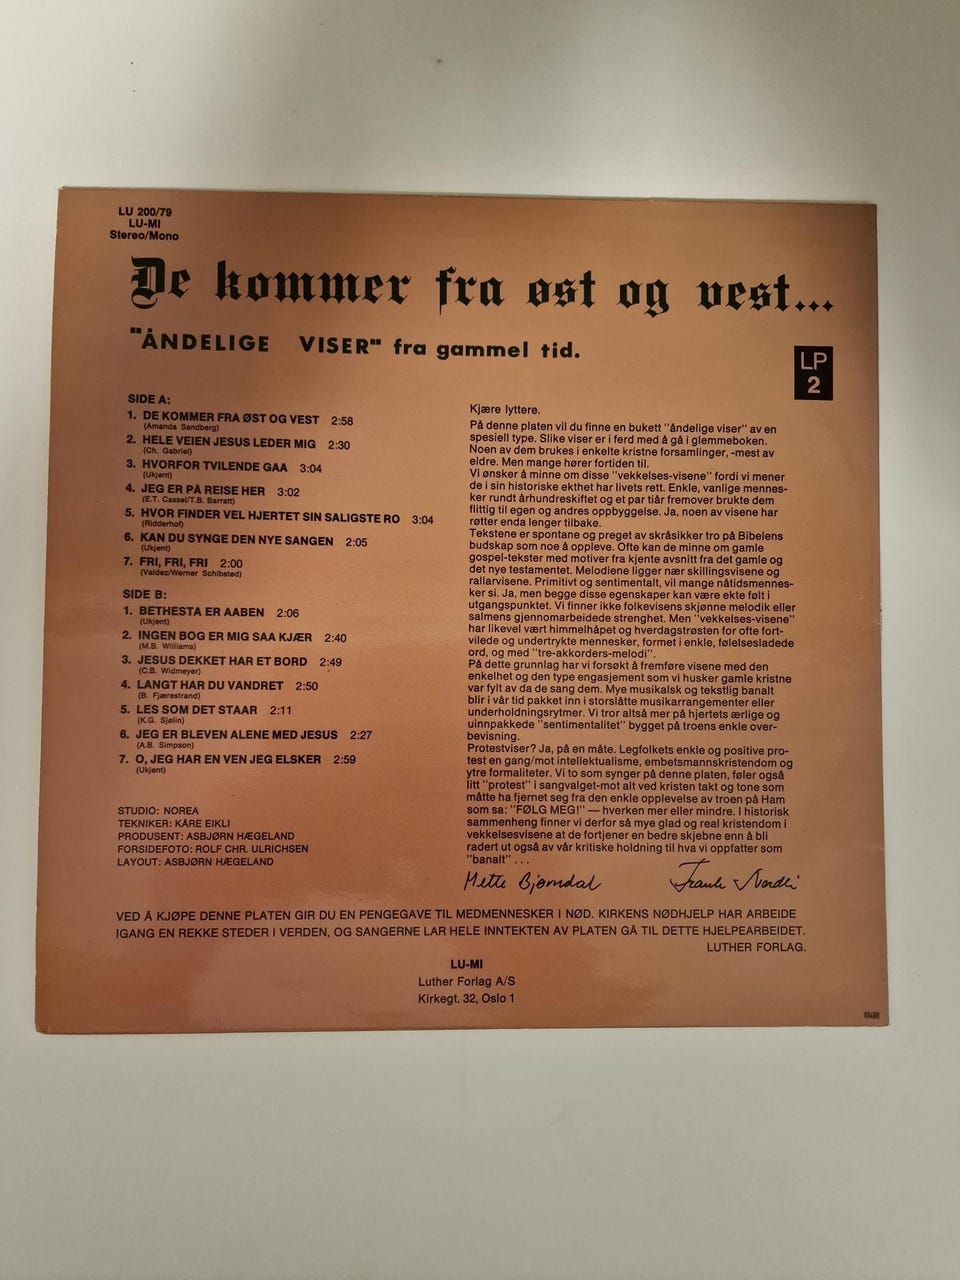 LU 200/79
LU-MI
Stereo/Mono
De kommer fra øst og vest...
"ÅNDELIGE VISER" fra gammel tid.
LP
2
SIDE A:
1. DE KOMMER FRA ØST OG VEST 2:58
(Amanda Sandberg)
2. HELE VEIEN JESUS LEDER MIG 2:30
(Ch. Gabriel)
3. HVORFOR TVILENDE GAA 3:04
(Ukjent)
4. JEG ER PÅ REISE HER 3:02
(E.T. Cassel/T.B. Barratt)
5. HVOR FINDER VEL HJERTET SIN SALIGSTE RO 3:04
(Ridderhof)
6. KAN DU SYNGE DEN NYE SANGEN 2:05
(Ukjent)
7. FRI, FRI, FRI 2:00
(Valdez/Werner Schibsted)
SIDE B:
1. BETHESTA ER AABEN 2:06
(Ukjent)
2. INGEN BOG ER MIG SAA KJÆR 2:40
(M.B. Williams)
3. JESUS DEKKET HAR ET BORD 2:49
(C.B. Widmeyer)
4. LANGT HAR DU VANDRET 2:50
(B. Fjærestrand)
5. LES SOM DET STAAR 2:11
(K.G. Sjølin)
6. JEG ER BLEVEN ALENE MED JESUS 2:27
(A.B. Simpson)
7. O, JEG HAR EN VEN JEG ELSKER 2:59
(Ukjent)
STUDIO: NOREA
TEKNIKER: KÅRE EIKLI
PRODUSENT: ASBJØRN HÆGELAND
FORSIDEFOTO: ROLF CHR. ULRICHSEN
LAYOUT: ASBJØRN HÆGELAND
Kjære lyttere.
På denne platen vil du finne en bukett "åndelige viser" av en
spesiell type. Slike viser er i ferd med å gå i glemmeboken.
Noen av dem brukes i enkelte kristne forsamlinger, -mest av
eldre. Men mange hører fortiden til.
Vi ønsker å minne om disse "vekkelses-visene" fordi vi mener
de i sin historiske ekthet har livets rett. Enkle, vanlige mennes-
ker rundt århundreskiftet og et par tiår fremover brukte dem
flittig til egen og andres oppbyggelse. Ja, noen av visene har
røtter enda lenger tilbake.
Tekstene er spontane og preget av skråsikker tro på Bibelens
budskap som noe å oppleve. Ofte kan de minne om gamle
gospel-tekster med motiver fra kjente avsnitt fra det gamle og
det nye testamentet. Melodiene ligger nær skillingsvisene og
rallarvisene. Primitivt og sentimentalt, vil mange nåtidsmennes-
ker si. Ja, men begge disse egenskaper kan være ekte følt i
utgangspunktet. Vi finner ikke folkevisens skjønne melodik eller
salmens gjennomarbeidede strenghet. Men "vekkelses-visene"
har likevel vært himmelhåpet og hverdagstrøsten for ofte fort-
vilede og undertrykte mennesker, formet i enkle, følelsesladede
ord, og med "tre-akkorders-melodi".
På dette grunnlag har vi forsøkt å fremføre visene med den
enkelhet og den type engasjement som vi husker gamle kristne
var fylt av da de sang dem. Mye musikalsk og tekstlig banalt
blir i vår tid pakket inn i storslåtte musikarrangementer eller
underholdningsrytmer. Vi tror altså mer på hjertets ærlige og
uinnpakkede "sentimentalitet" bygget på troens enkle over-
bevisning.
Protestviser? Ja, på en måte. Legfolkets enkle og positive pro-
test en gang/mot intellektualisme, embetsmannskristendom og
ytre formaliteter. Vi to som synger på denne platen, føler også
litt "protest" i sangvalget-mot alt ved kristen takt og tone som
måtte ha fjernet seg fra den enkle opplevelse av troen på Ham
som sa: "FØLG MEG!" — hverken mer eller mindre. I historisk
sammenheng finner vi derfor så mye glad og real kristendom i
vekkelsesvisene at de fortjener en bedre skjebne enn å bli
radert ut også av vår kritiske holdning til hva vi oppfatter som
"banalt" . . .
Mette Bjørndal Frank Nordli
VED Å KJØPE DENNE PLATEN GIR DU EN PENGEGAVE TIL MEDMENNESKER I NØD. KIRKENS NØDHJELP HAR ARBEIDE
IGANG EN REKKE STEDER I VERDEN, OG SANGERNE LAR HELE INNTEKTEN AV PLATEN GÅ TIL DETTE HJELPEARBEIDET.
LUTHER FORLAG.
LU-MI
Luther Forlag A/S
Kirkegt. 32, Oslo 1